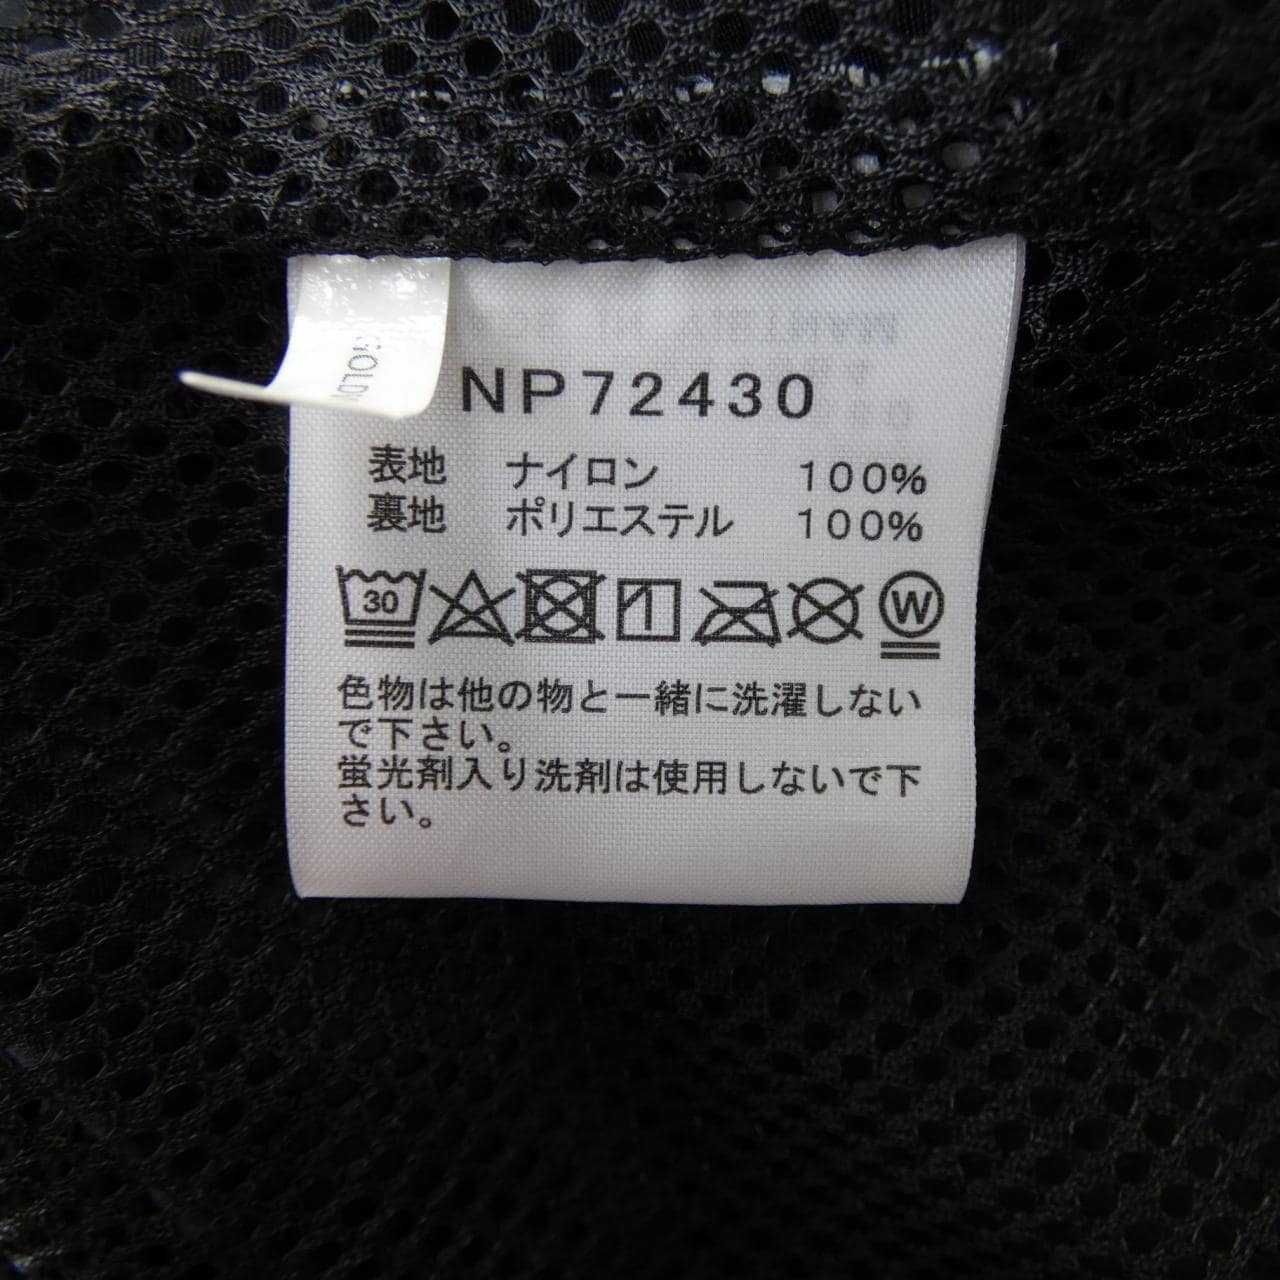 NP72430
表地 ナイロン 100%
裏地 ポリエステル 100%
30
W
色物は他の物と一緒に洗濯しない
で下さい。
蛍光剤入り洗剤は使用しないで下
さい。